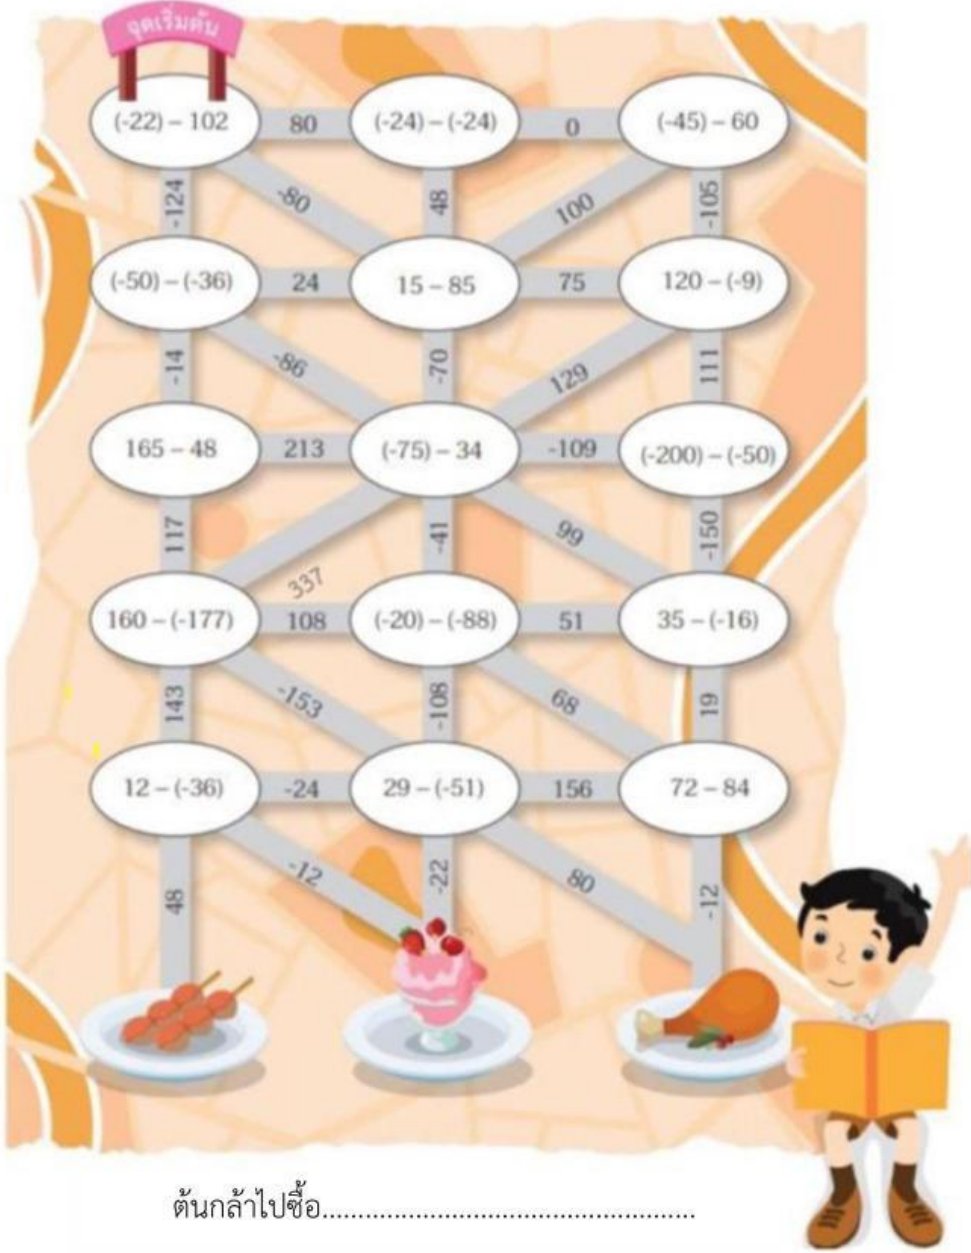 จุดเริ่มต้น
(-22) – 102 80 (-24) – (-24) 0 (-45) – 60
-124 -80 48 100 -105
(-50) – (-36) 24 15 – 85 75 120 – (-9)
-14 -86 -70 129 111
165 – 48 213 (-75) – 34 -109 (-200) – (-50)
117 -41 99 -150
337
160 – (-177) 108 (-20) – (-88) 51 35 – (-16)
143 -153 -108 68 19
12 – (-36) -24 29 – (-51) 156 72 – 84
48 -12 -22 80 -12
ต้นกล้าไปซื้อ....................................................